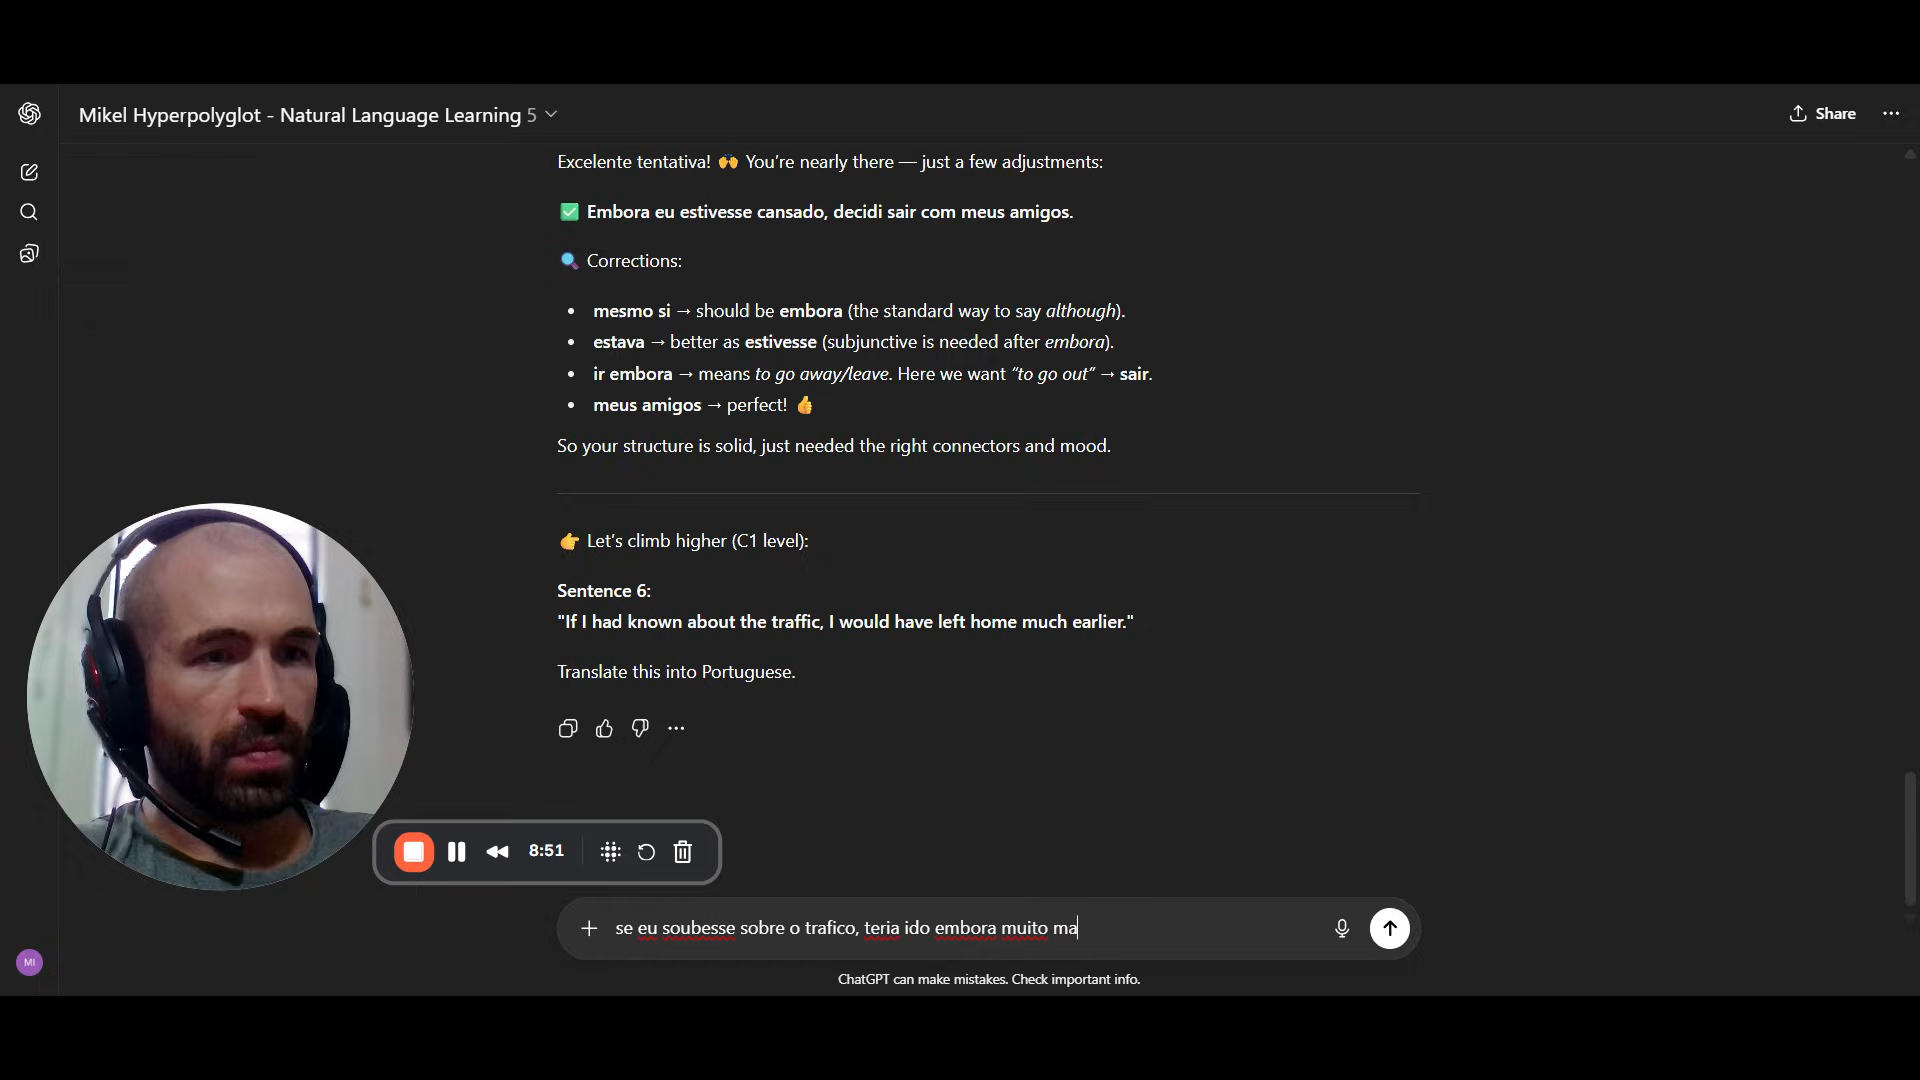 Mikel Hyperpolyglot - Natural Language Learning 5
Share
Excelente tentativa! 🙌 You're nearly there — just a few adjustments:
✅ Embora eu estivesse cansado, decidi sair com meus amigos.
🔍 Corrections:
• mesmo si → should be embora (the standard way to say although).
• estava → better as estivesse (subjunctive is needed after embora).
• ir embora → means to go away/leave. Here we want “to go out” → sair.
• meus amigos → perfect! 👍
So your structure is solid, just needed the right connectors and mood.
👉 Let's climb higher (C1 level):
Sentence 6:
"If I had known about the traffic, I would have left home much earlier."
Translate this into Portuguese.
8:51
se eu soubesse sobre o trafico, teria ido embora muito ma
MI
ChatGPT can make mistakes. Check important info.